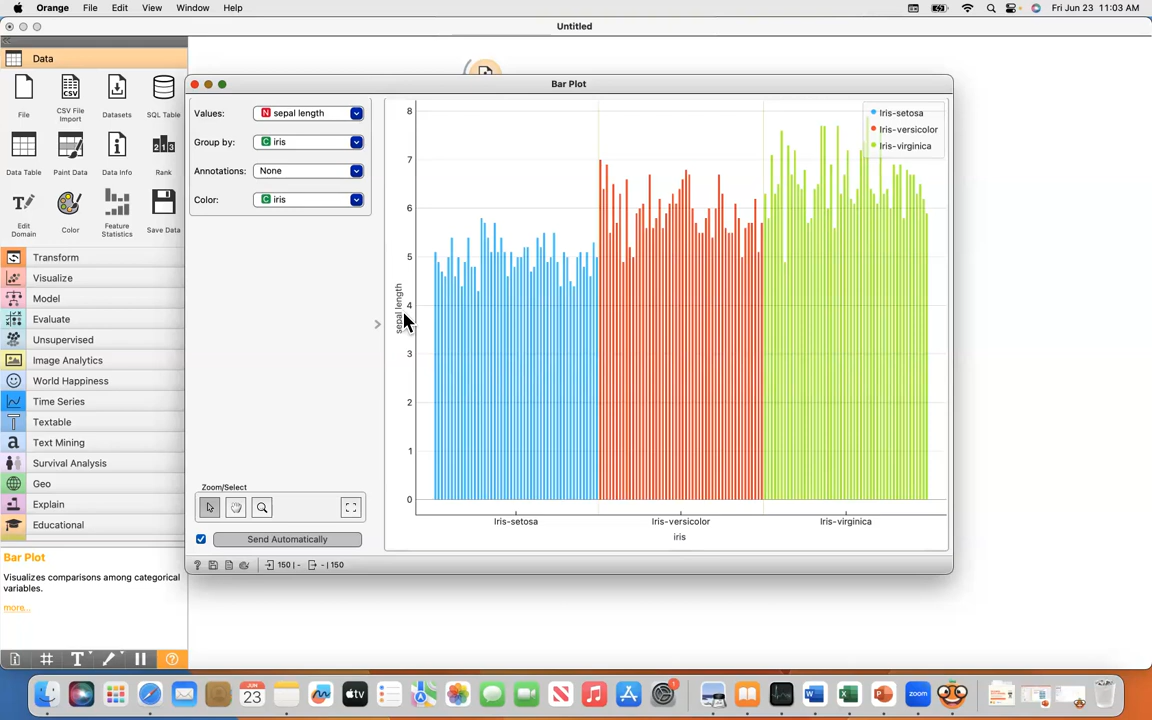 Orange File Edit View Window Help
Fri Jun 23 11:03 AM
Untitled
Data
File
CSV File
Import
Datasets
SQL Table
Data Table
Paint Data
Data Info
Rank
Edit
Domain
Color
Feature
Statistics
Save Data
Transform
Visualize
Model
Evaluate
Unsupervised
Image Analytics
World Happiness
Time Series
Textable
Text Mining
Survival Analysis
Geo
Explain
Educational
Bar Plot
Visualizes comparisons among categorical
variables.
more...
Bar Plot
Values: N sepal length
Group by: C iris
Annotations: None
Color: C iris
Zoom/Select
Send Automatically
150 | - - | 150
8
7
6
5
4
3
2
1
0
sepal length
Iris-setosa
Iris-versicolor
Iris-virginica
Iris-setosa Iris-versicolor Iris-virginica
iris
JUN
23
tv
N
1
W
X
P
zoom